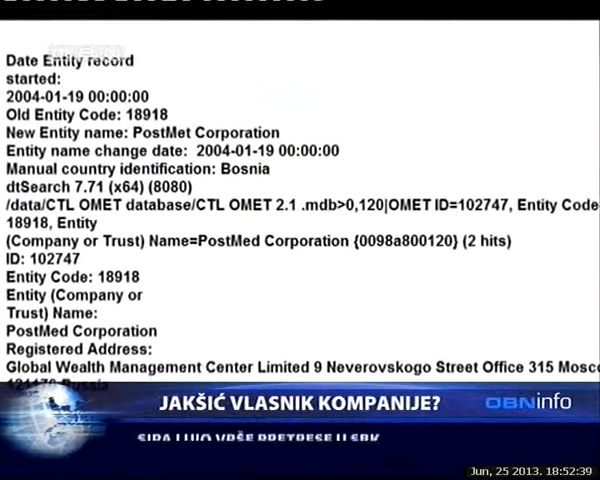 Date Entity record
started:
2004-01-19 00:00:00
Old Entity Code: 18918
New Entity name: PostMet Corporation
Entity name change date: 2004-01-19 00:00:00
Manual country identification: Bosnia
dtSearch 7.71 (x64) (8080)
/data/CTL OMET database/CTL OMET 2.1 .mdb>0,120|OMET ID=102747, Entity Code
18918, Entity
(Company or Trust) Name=PostMed Corporation {0098a800120} (2 hits)
ID: 102747
Entity Code: 18918
Entity (Company or
Trust) Name:
PostMed Corporation
Registered Address:
Global Wealth Management Center Limited 9 Neverovskogo Street Office 315 Mosco
Russia
JAKŠIĆ VLASNIK KOMPANIJE?
OBNinfo
Jun, 25 2013. 18:52:39